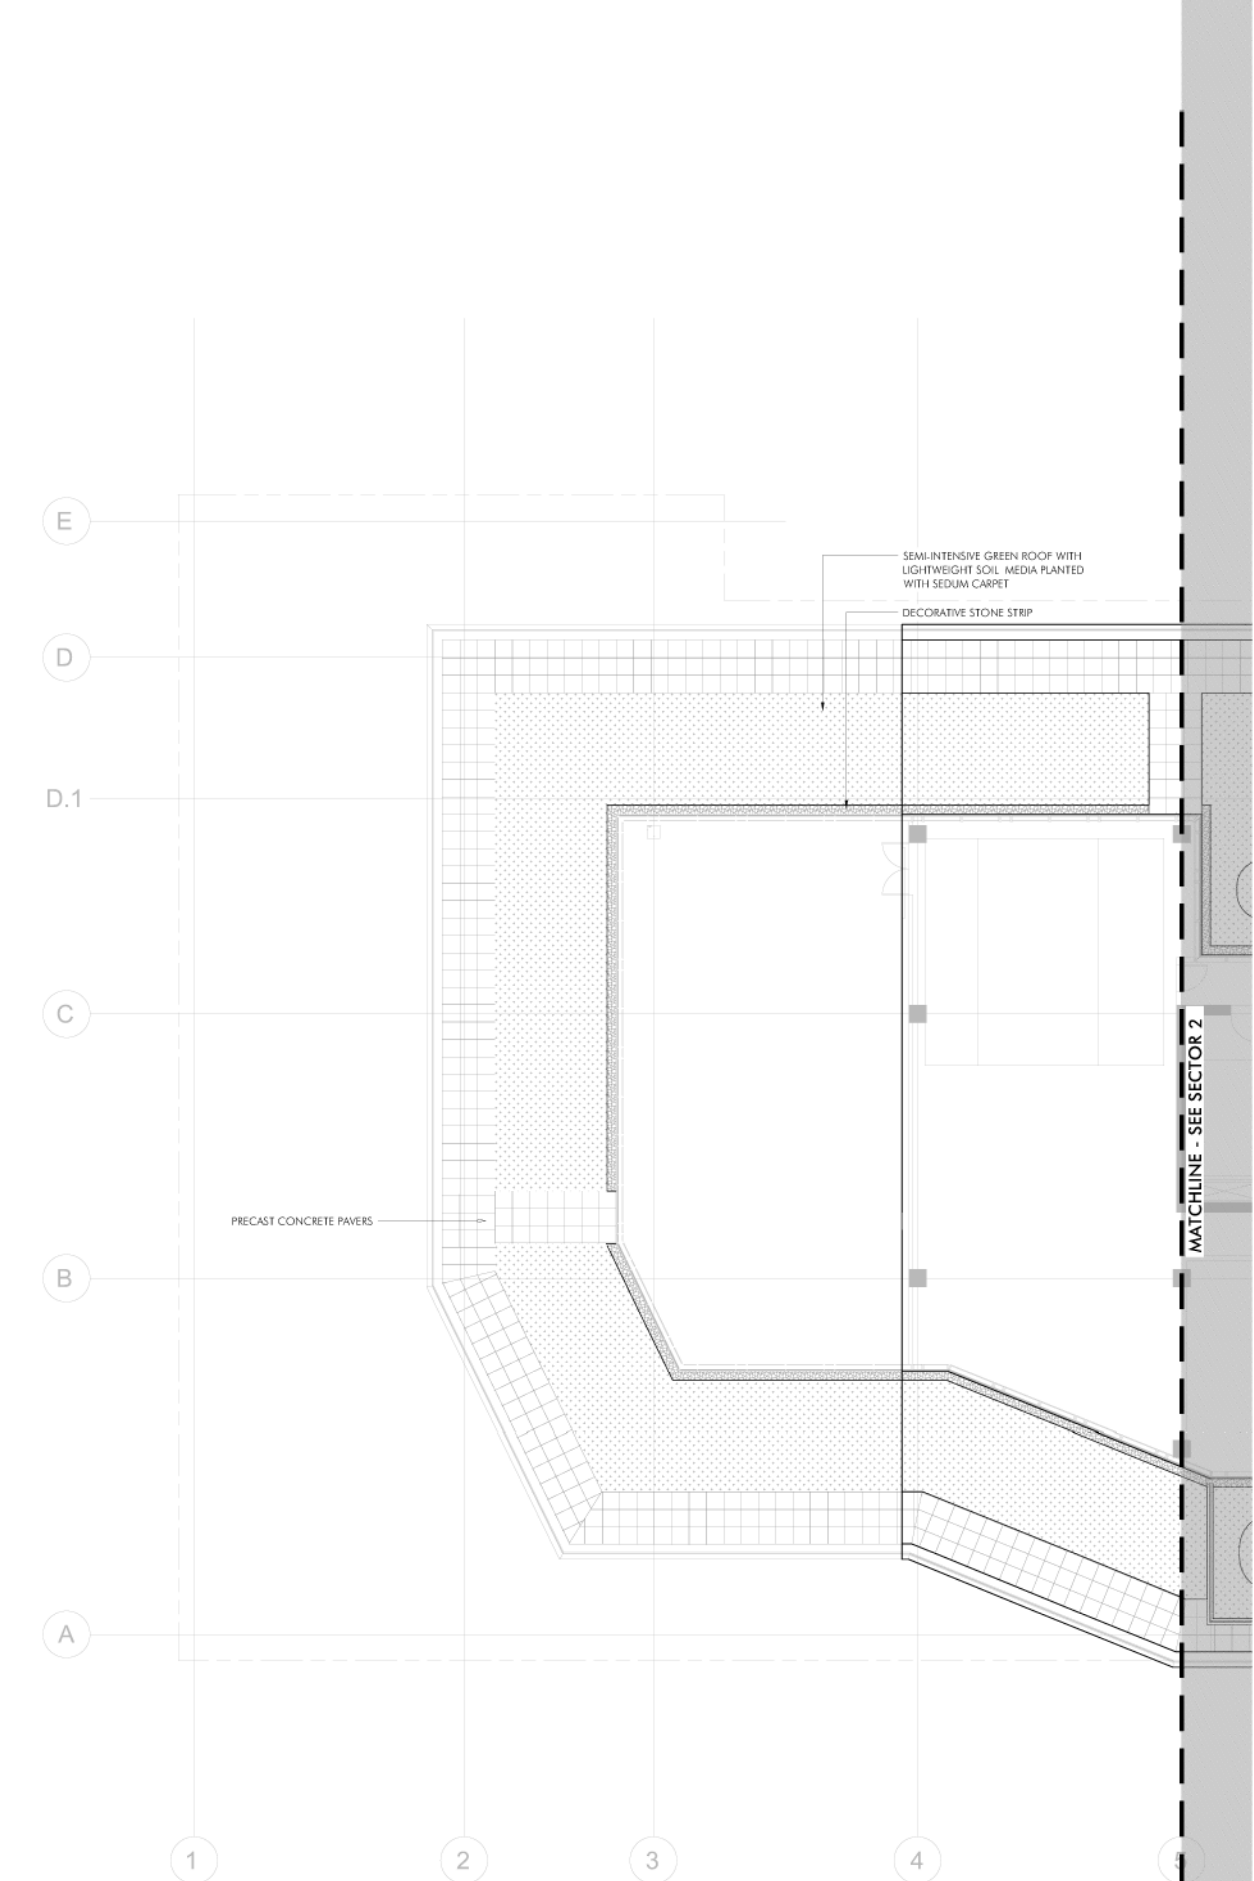 E
SEMI-INTENSIVE GREEN ROOF WITH
LIGHTWEIGHT SOIL MEDIA PLANTED
WITH SEDUM CARPET
DECORATIVE STONE STRIP
D
D.1
C
MATCHLINE - SEE SECTOR 2
PRECAST CONCRETE PAVERS
B
A
1
2
3
4
5